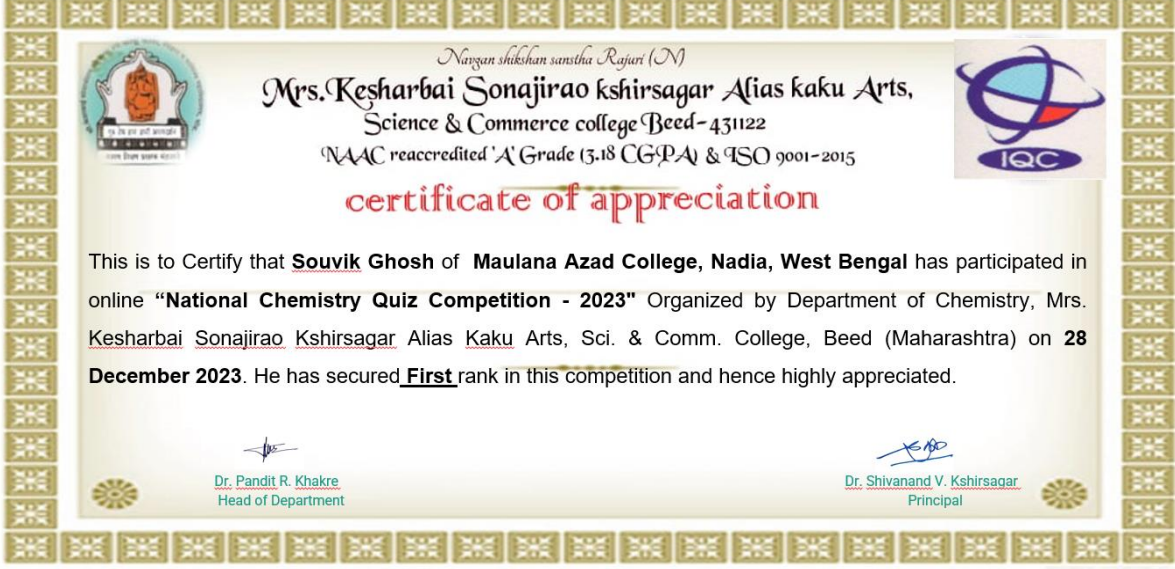 Navgan shikshan sanstha Rajuri (N)
Mrs.Kesharbai Sonajirao kshirsagar Alias kaku Arts,
Science & Commerce college Beed-431122
NAAC reaccredited 'A' Grade (3.18 CGPA) & ISO 9001-2015
IQC
certificate of appreciation
This is to Certify that Souvik Ghosh of Maulana Azad College, Nadia, West Bengal has participated in
online “National Chemistry Quiz Competition - 2023" Organized by Department of Chemistry, Mrs.
Kesharbai Sonajirao Kshirsagar Alias Kaku Arts, Sci. & Comm. College, Beed (Maharashtra) on 28
December 2023. He has secured First rank in this competition and hence highly appreciated.
Dr. Pandit R. Khakre
Head of Department
Dr. Shivanand V. Kshirsagar
Principal